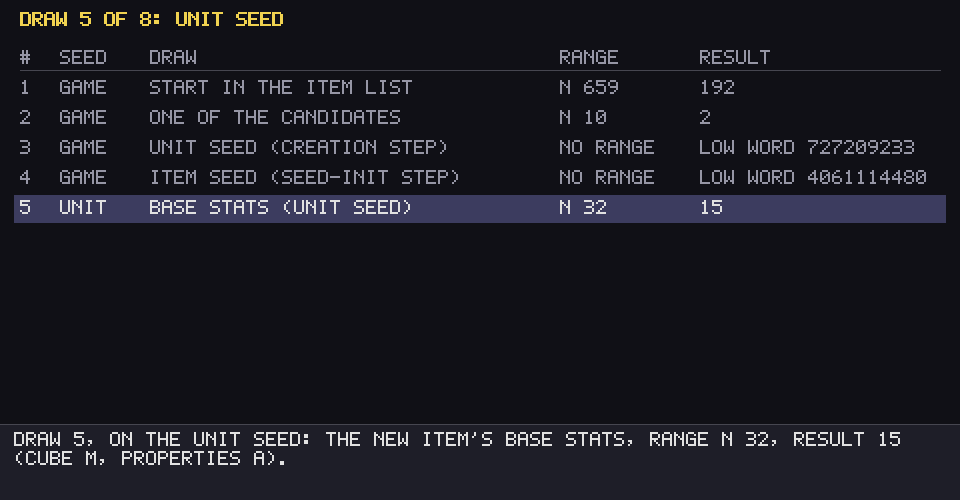 DRAW 5 OF 8: UNIT SEED
# SEED DRAW RANGE RESULT
1 GAME START IN THE ITEM LIST N 659 192
2 GAME ONE OF THE CANDIDATES N 10 2
3 GAME UNIT SEED (CREATION STEP) NO RANGE LOW WORD 727209233
4 GAME ITEM SEED (SEED-INIT STEP) NO RANGE LOW WORD 4061114480
5 UNIT BASE STATS (UNIT SEED) N 32 15
DRAW 5, ON THE UNIT SEED: THE NEW ITEM'S BASE STATS, RANGE N 32, RESULT 15
(CUBE M, PROPERTIES A).